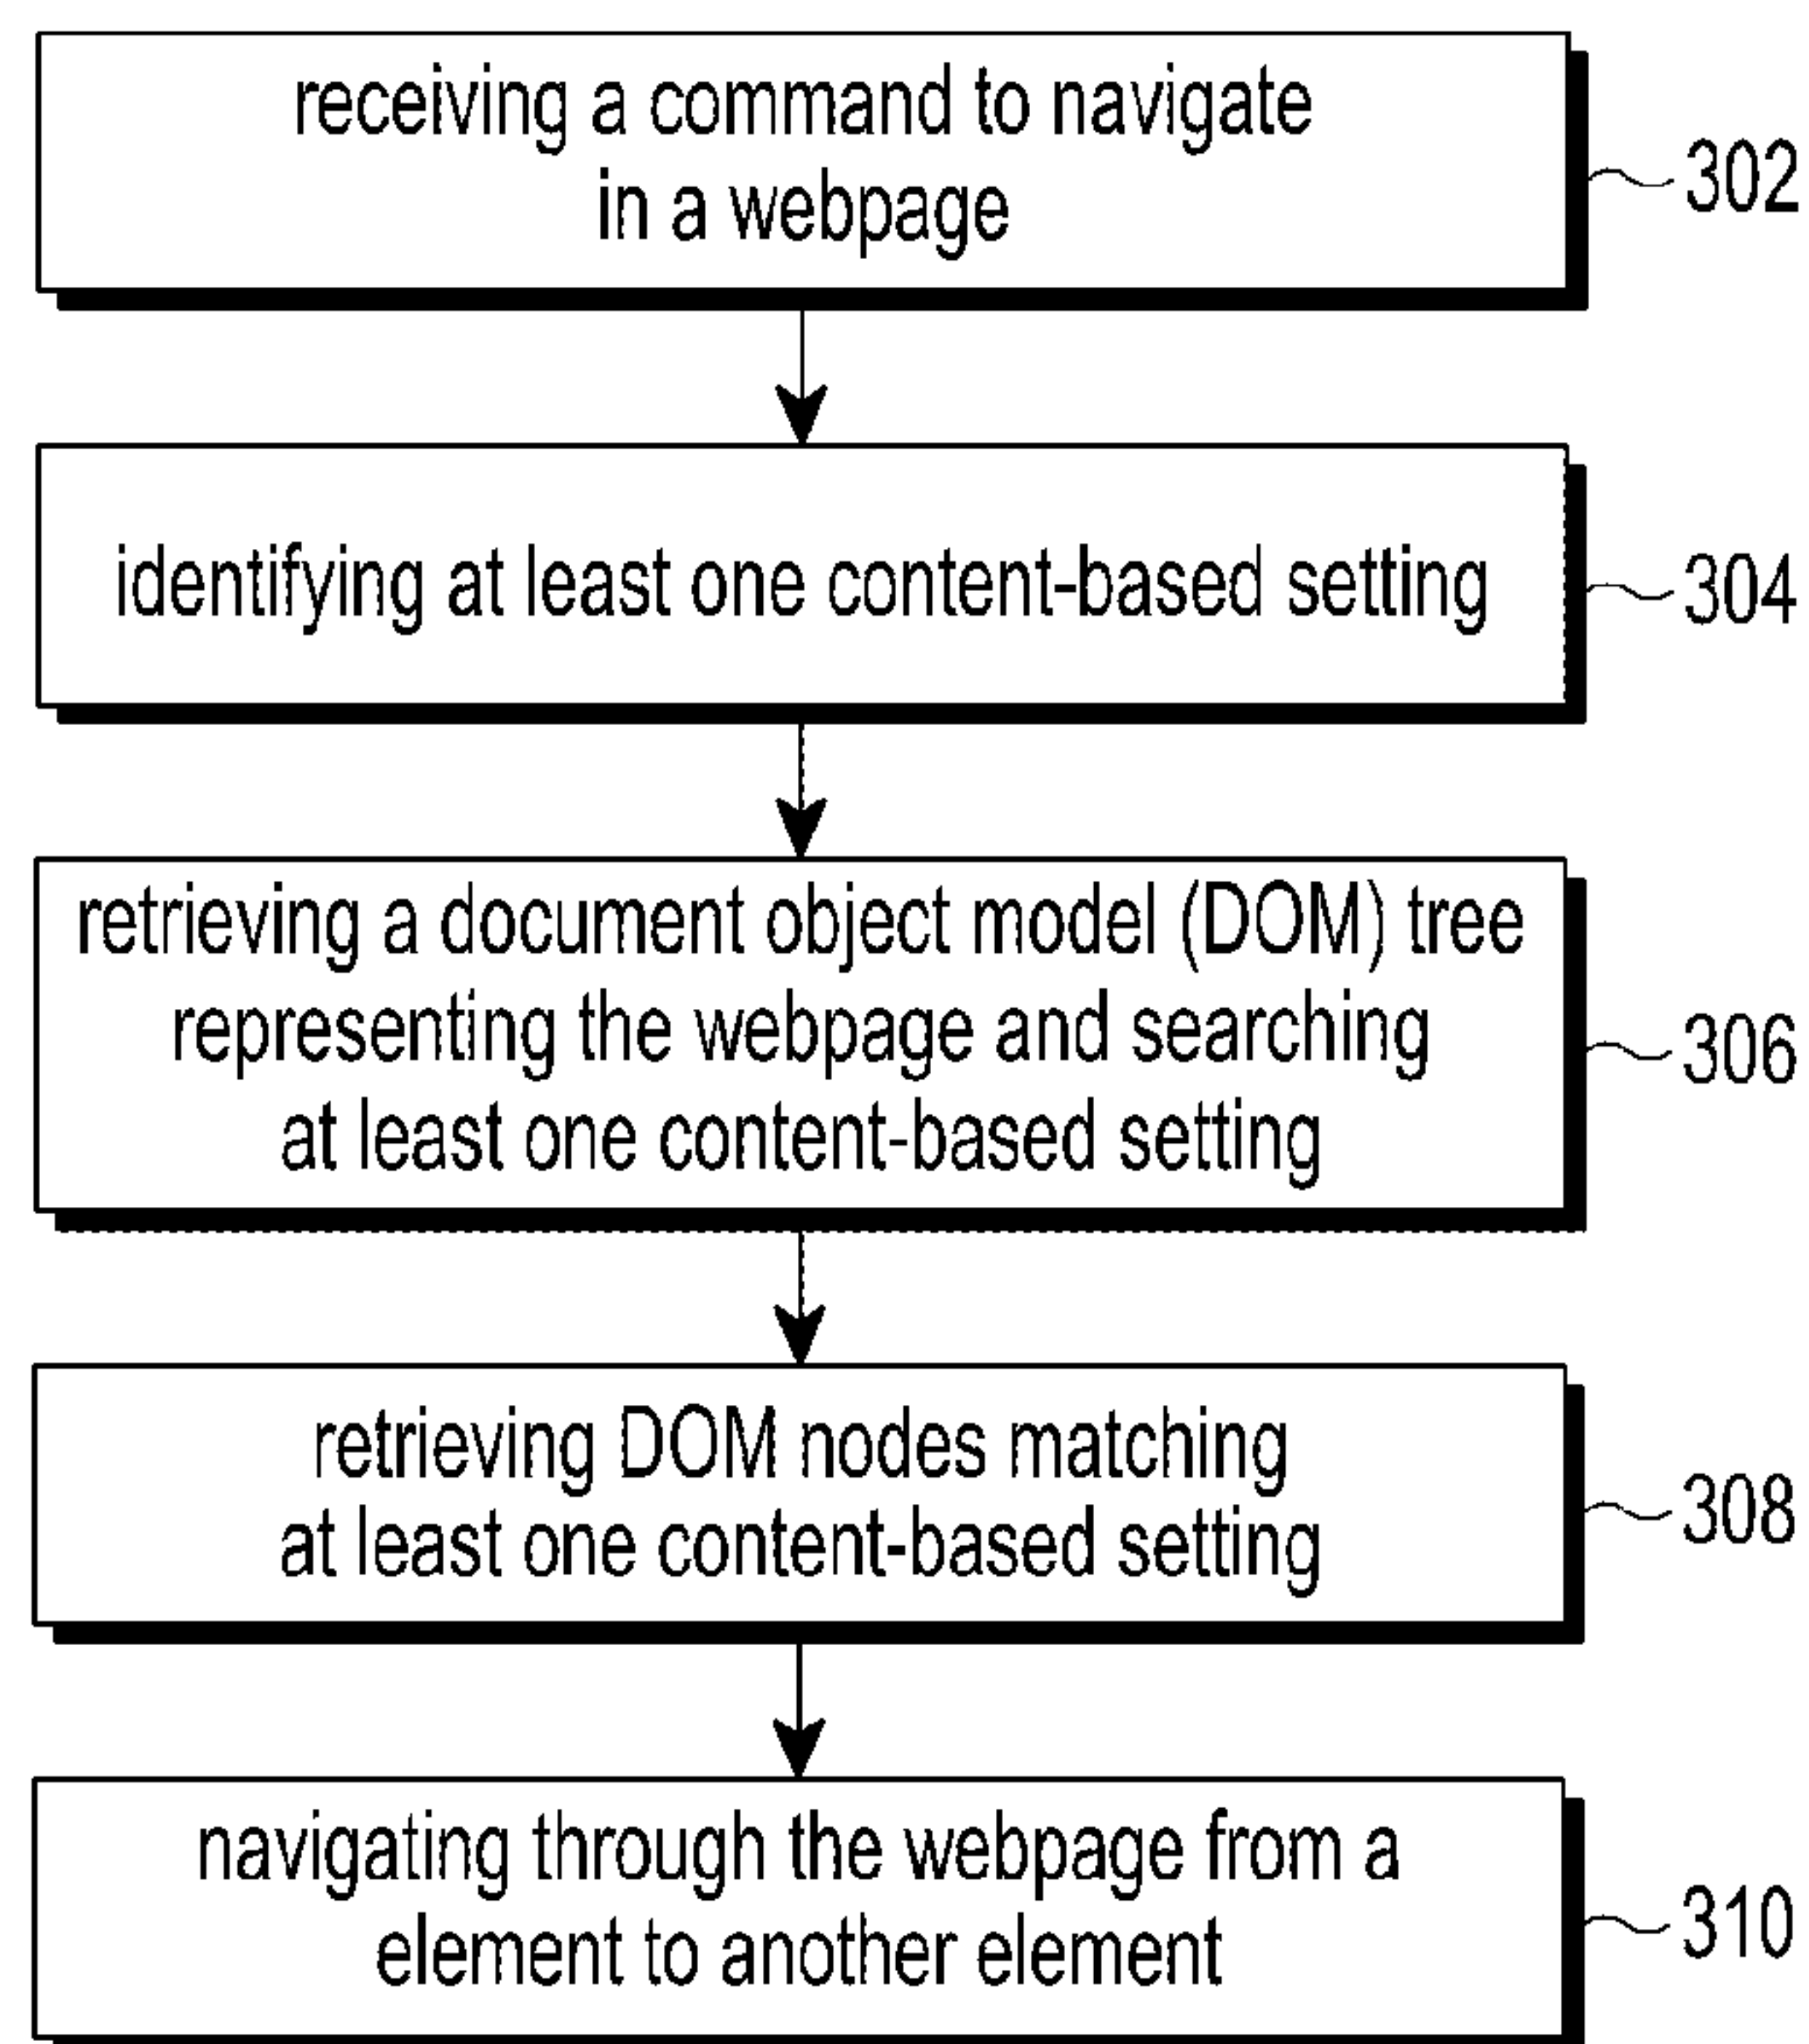 receiving a command to navigate
in a webpage
302
identifying at least one content-based setting
304
retrieving a document object model (DOM) tree
representing the webpage and searching
at least one content-based setting
306
retrieving DOM nodes matching
at least one content-based setting
308
navigating through the webpage from a
element to another element
310